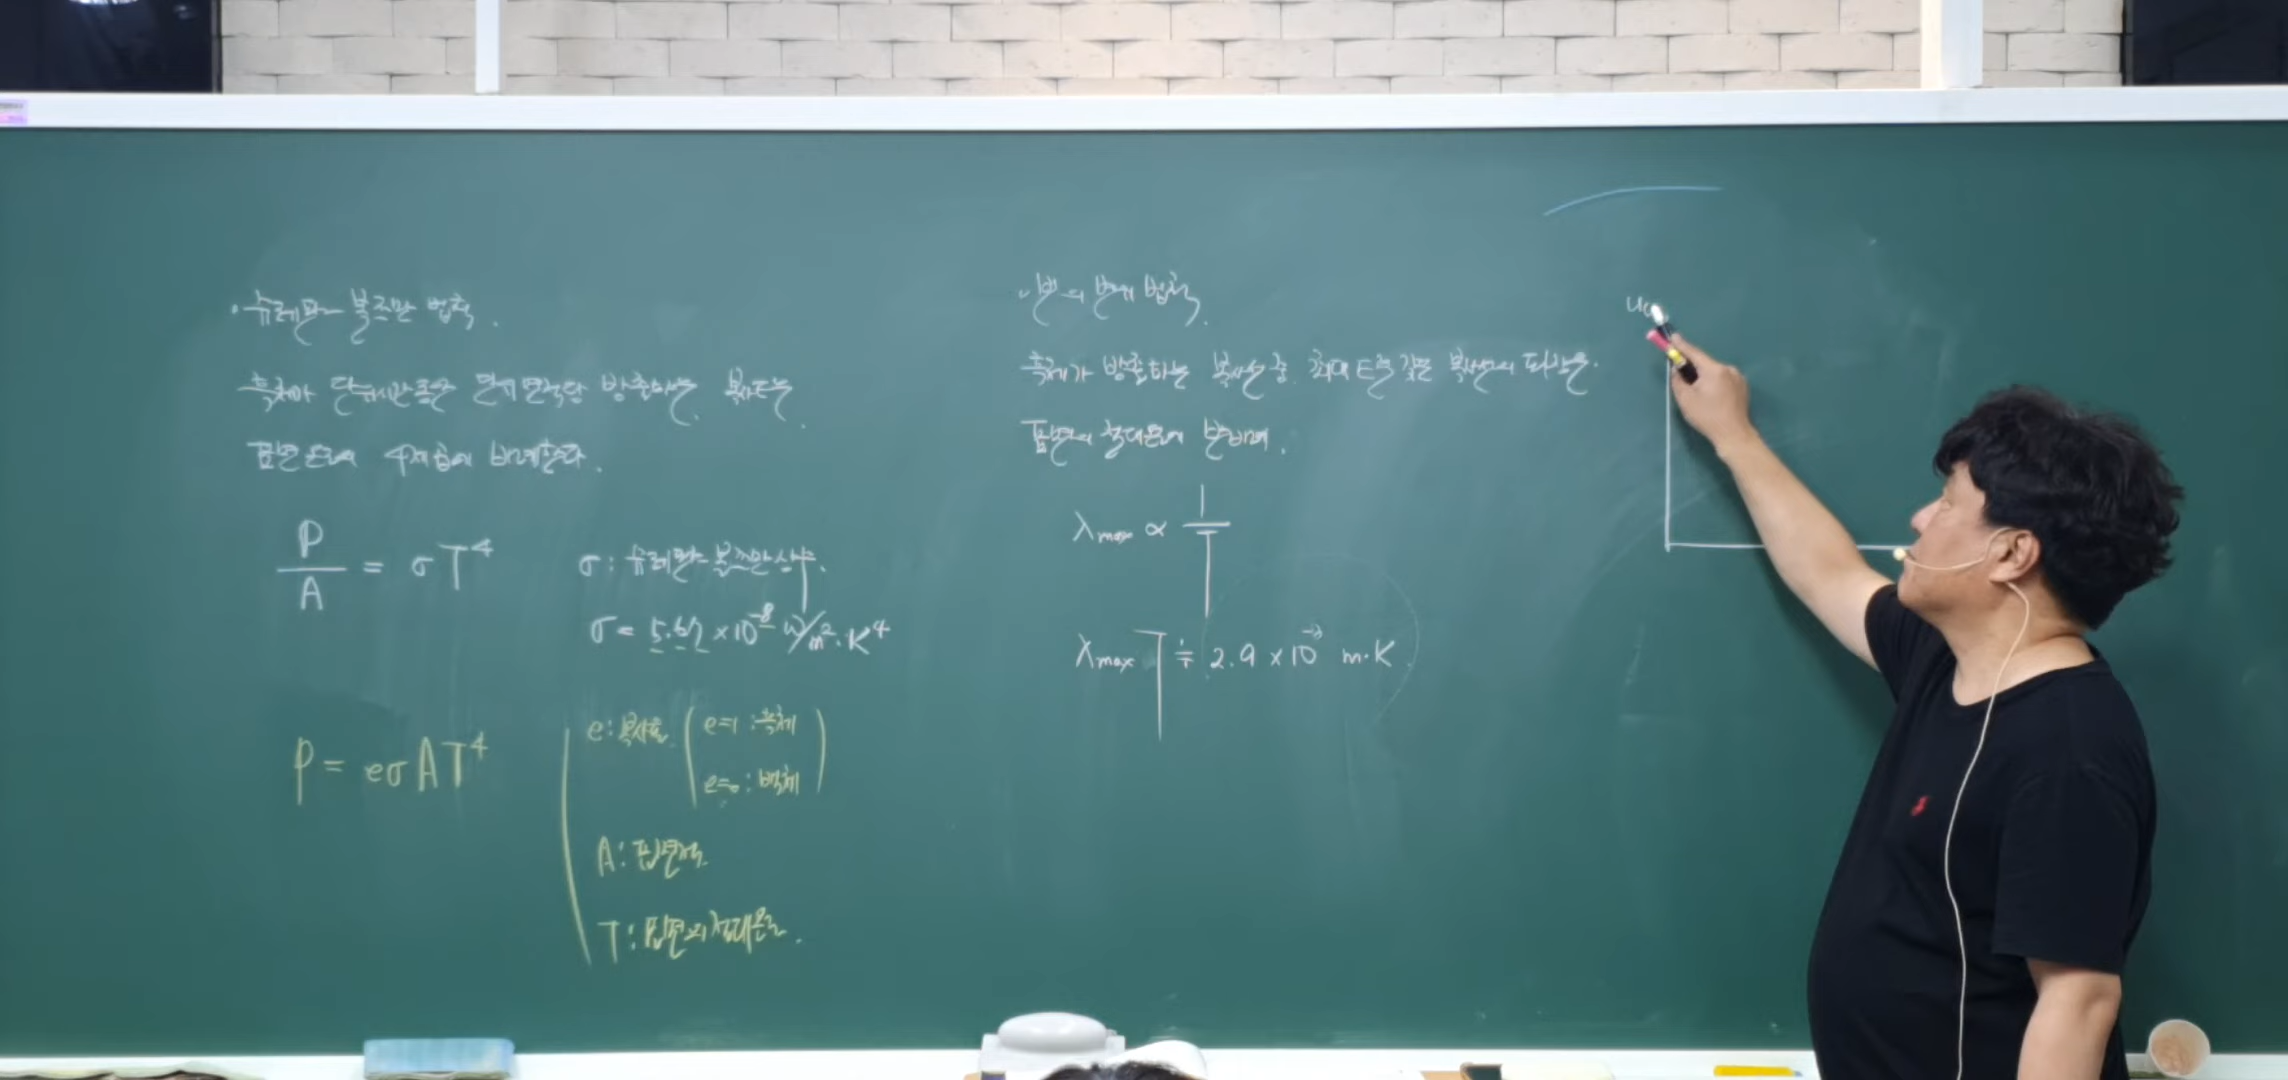 · 슈테판-볼츠만 법칙.
흑체가 단위시간동안 단위면적당 방출하는 복사E는
표면온도의 4제곱에 비례한다.
P/A = σT⁴
σ: 슈테판-볼츠만상수.
σ = 5.67 ×10⁻⁸ W/m²·K⁴
P = eσAT⁴
e: 복사율 (e=1 : 흑체
e=0 : 백체)
A: 표면적.
T: 표면의 절대온도.
· 빈의 변위 법칙.
흑체가 방출하는 복사선 중 최대 E를 갖는 복사선의 파장은
표면의 절대온도에 반비례.
λmax ∝ 1/T
λmax T ≒ 2.9 ×10⁻³ m·K